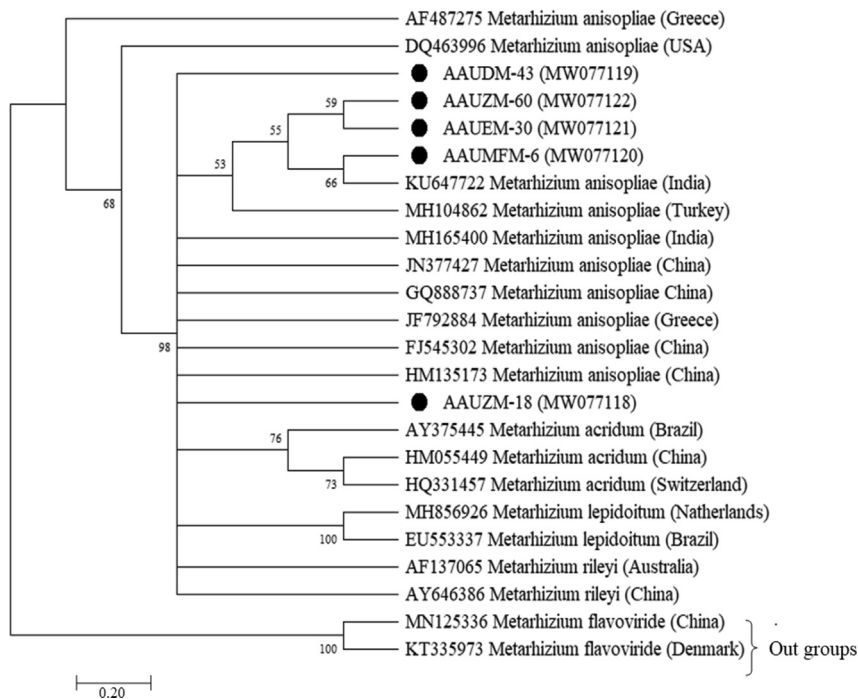 AF487275 Metarhizium anisopliae (Greece)
DQ463996 Metarhizium anisopliae (USA)
AAUDM-43 (MW077119)
59
AAUZM-60 (MW077122)
55
AAUEM-30 (MW077121)
53
AAUMFM-6 (MW077120)
66
KU647722 Metarhizium anisopliae (India)
68
MH104862 Metarhizium anisopliae (Turkey)
MH165400 Metarhizium anisopliae (India)
JN377427 Metarhizium anisopliae (China)
GQ888737 Metarhizium anisopliae China)
JF792884 Metarhizium anisopliae (Greece)
98
FJ545302 Metarhizium anisopliae (China)
HM135173 Metarhizium anisopliae (China)
AAUZM-18 (MW077118)
76
AY375445 Metarhizium acridum (Brazil)
HM055449 Metarhizium acridum (China)
73
HQ331457 Metarhizium acridum (Switzerland)
MH856926 Metarhizium lepidoitum (Natherlands)
100
EU553337 Metarhizium lepidoitum (Brazil)
AF137065 Metarhizium rileyi (Australia)
AY646386 Metarhizium rileyi (China)
MN125336 Metarhizium flavoviride (China)
100
KT335973 Metarhizium flavoviride (Denmark)
Out groups
0.20